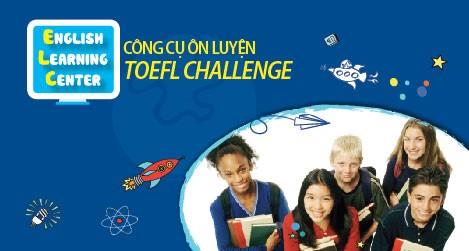 ENGLISH
LEARNING
CENTER
CÔNG CỤ ÔN LUYỆN
TOEFL CHALLENGE